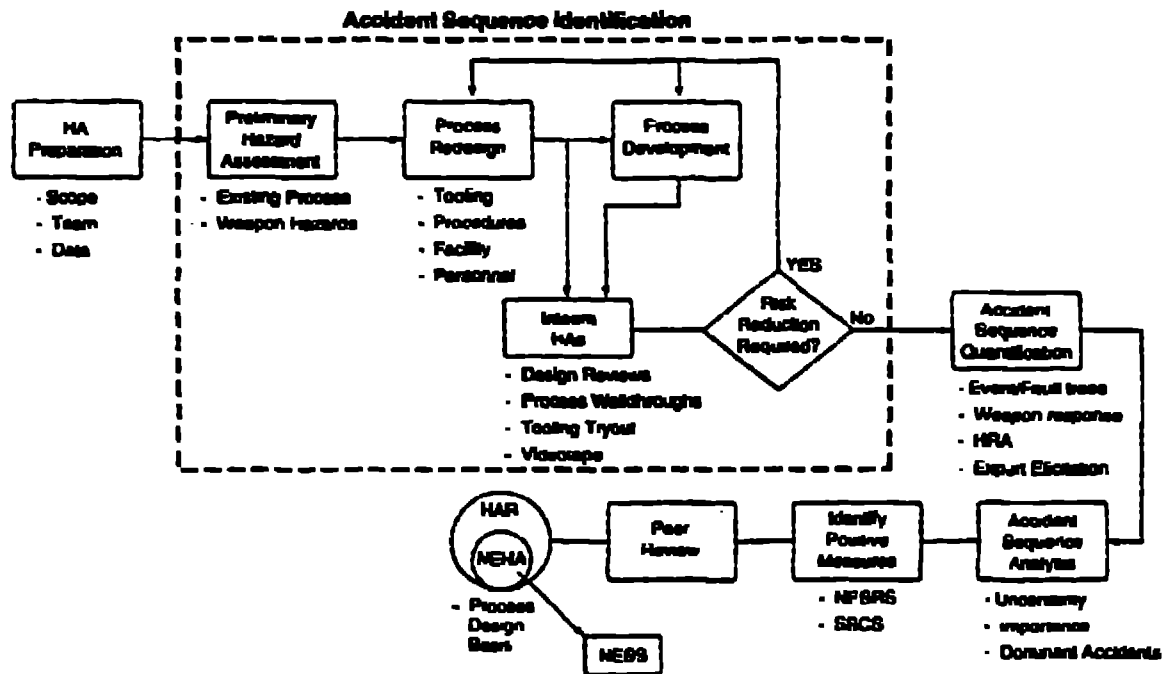 Accident Sequence Identification
HA
Preparation
- Scope
- Team
- Data
Preliminary
Hazard
Assessment
- Existing Process
- Weapon Hazards
Process
Redesign
- Tooling
- Procedures
- Facility
- Personnel
Process
Development
Interim
HAs
- Design Reviews
- Process Walkthroughs
- Tooling Tryout
- Videotape
YES
Risk
Reduction
Required?
No
Accident
Sequence
Quantification
- Event/Fault trees
- Weapon response
- HRA
- Expert Elicitation
HAR
NEHA
- Process
Design
Basis
NESS
Peer
Review
Identify
Positive
Measures
- NFSRS
- SRCS
Accident
Sequence
Analysis
- Uncertainty
- Importance
- Dominant Accidents